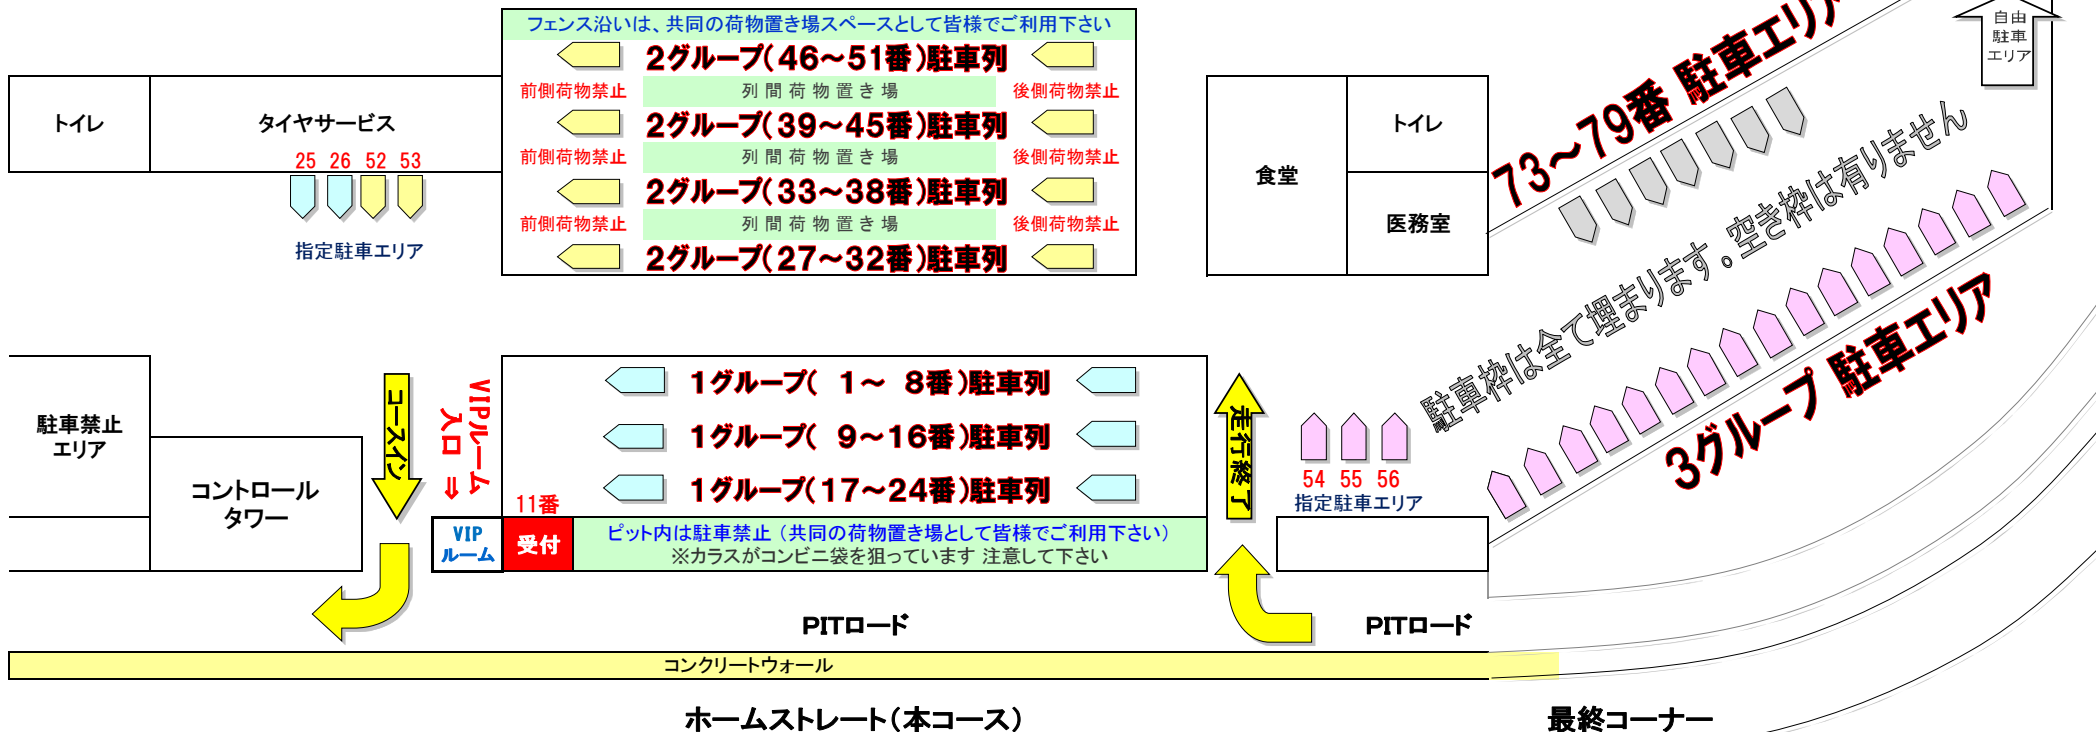 フェンス沿いは、共同の荷物置き場スペースとして皆様でご利用下さい
2グループ(46～51番)駐車列
前側荷物禁止 列間荷物置き場 後側荷物禁止
2グループ(39～45番)駐車列
前側荷物禁止 列間荷物置き場 後側荷物禁止
2グループ(33～38番)駐車列
前側荷物禁止 列間荷物置き場 後側荷物禁止
2グループ(27～32番)駐車列
トイレ
タイヤサービス
25 26 52 53
指定駐車エリア
食堂
トイレ
医務室
73～79番 駐車エリア
自由
駐車
エリア
駐車枠は全て埋まります。空き枠は有りません
3グループ 駐車エリア
駐車禁止
エリア
コントロール
タワー
コースイン
VIPルーム
入口 ⇒
1グループ( 1～ 8番)駐車列
1グループ( 9～16番)駐車列
1グループ(17～24番)駐車列
走行終了
54 55 56
指定駐車エリア
11番
VIP
ルーム
受付
ピット内は駐車禁止（共同の荷物置き場として皆様でご利用下さい）
※カラスがコンビニ袋を狙っています 注意して下さい
PITロード
PITロード
コンクリートウォール
ホームストレート(本コース)
最終コーナー